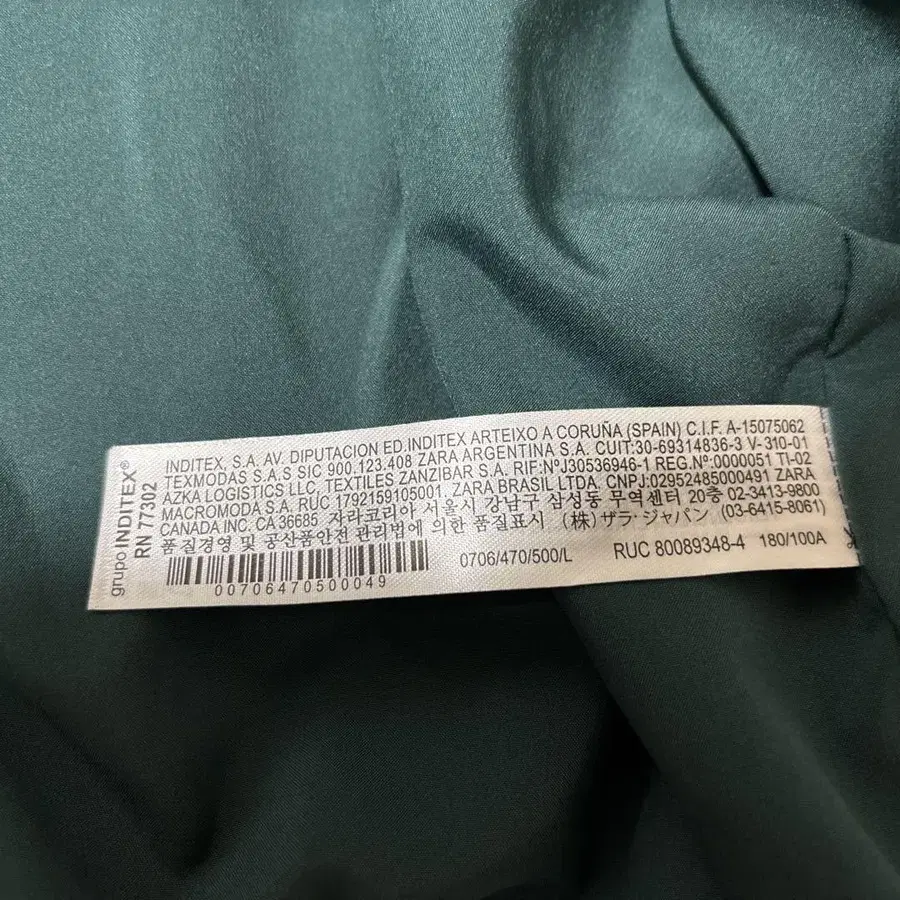 grupo INDITEX®
RN 77302
INDITEX, S.A. AV. DIPUTACION ED.INDITEX ARTEIXO A CORUÑA (SPAIN) C.I.F. A-15075062
TEXMODAS S.A.S SIC 900.123.408 ZARA ARGENTINA S.A. CUIT:30-69314836-3 V-310-01
AZKA LOGISTICS LLC, TEXTILES ZANZIBAR S.A. RIF:NºJ30536946-1 REG.Nº:0000051 TI-02
MACROMODA S.A. RUC 1792159105001, ZARA BRASIL LTDA. CNPJ:02952485000491 ZARA
CANADA INC. CA 36685 자라코리아 서울시 강남구 삼성동 무역센터 20층 02-3413-9800
품질경영 및 공산품안전 관리법에 의한 품질표시 (株) ザラ・ジャパン (03-6415-8061)
0706/470/500/L RUC 80089348-4 180/100A
00706470500049